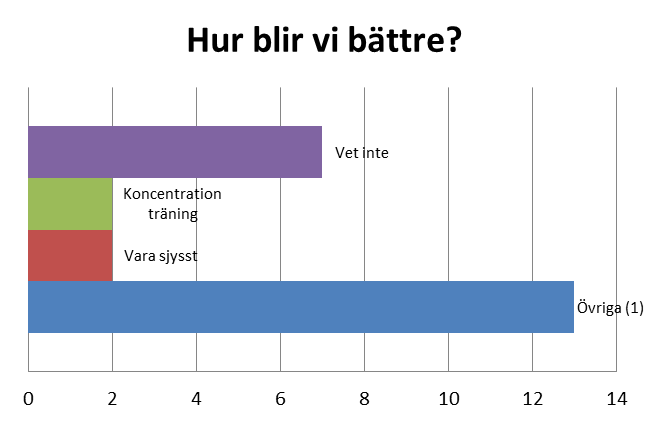 Hur blir vi bättre?
Vet inte
Koncentration
träning
Vara sjysst
Övriga (1)
0 2 4 6 8 10 12 14